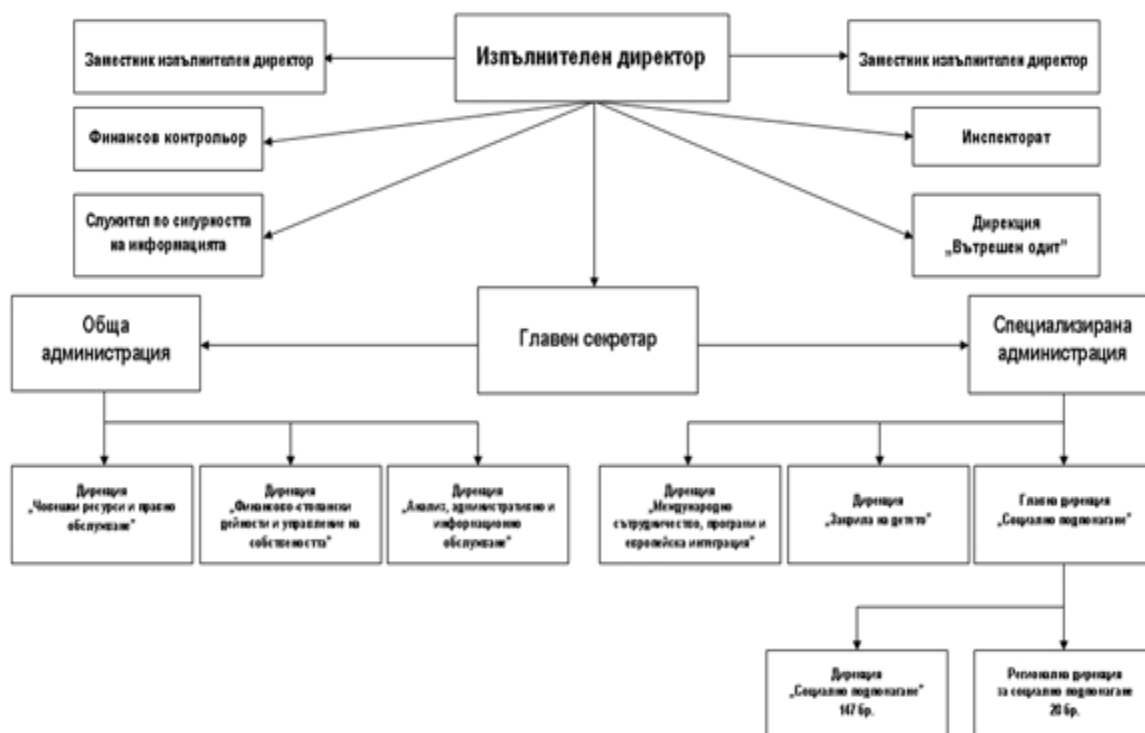 Заместник изпълнителен директор
Изпълнителен директор
Заместник изпълнителен директор
Финансов контрольор
Инспекторат
Служител по сигурността
на информацията
Дирекция
„Вътрешен одит”
Обща
администрация
Главен секретар
Специализирана
администрация
Дирекция
„Човешки ресурси и правно
обслужване”
Дирекция
„Финансово-стопански
дейности и управление на
собствеността”
Дирекция
„Анализ, административно и
информационно
обслужване”
Дирекция
„Международно
сътрудничество, програми и
европейска интеграция”
Дирекция
„Закрила на детето”
Главна дирекция
„Социално подпомагане”
Дирекция
„Социално подпомагане”
147 бр.
Регионална дирекция
за социално подпомагане
28 бр.